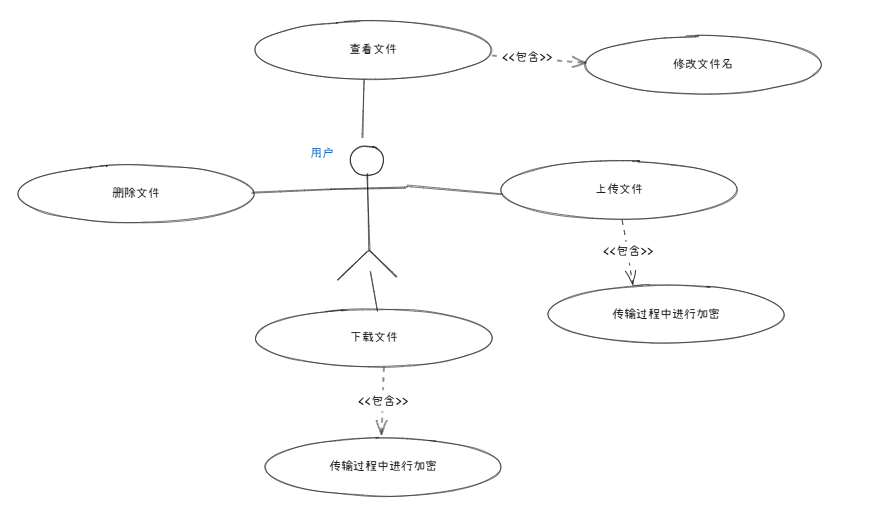 查看文件
<<包含>>
修改文件名
用户
删除文件
上传文件
<<包含>>
传输过程中进行加密
下载文件
<<包含>>
传输过程中进行加密